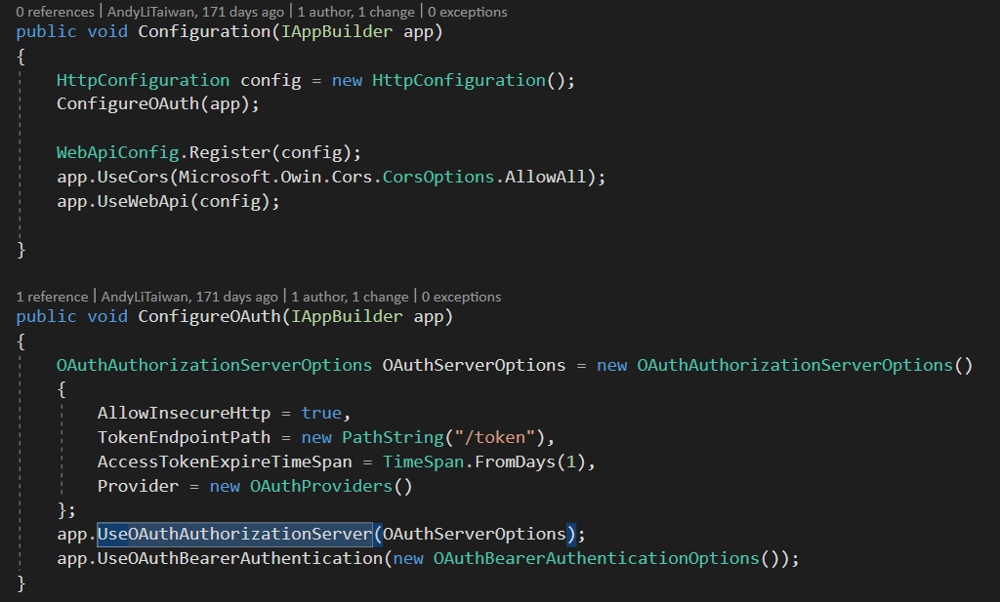 0 references | AndyLiTaiwan, 171 days ago | 1 author, 1 change | 0 exceptions
public void Configuration(IAppBuilder app)
{
    HttpConfiguration config = new HttpConfiguration();
    ConfigureOAuth(app);

    WebApiConfig.Register(config);
    app.UseCors(Microsoft.Owin.Cors.CorsOptions.AllowAll);
    app.UseWebApi(config);

}

1 reference | AndyLiTaiwan, 171 days ago | 1 author, 1 change | 0 exceptions
public void ConfigureOAuth(IAppBuilder app)
{
    OAuthAuthorizationServerOptions OAuthServerOptions = new OAuthAuthorizationServerOptions()
    {
        AllowInsecureHttp = true,
        TokenEndpointPath = new PathString("/token"),
        AccessTokenExpireTimeSpan = TimeSpan.FromDays(1),
        Provider = new OAuthProviders()
    };
    app.UseOAuthAuthorizationServer(OAuthServerOptions);
    app.UseOAuthBearerAuthentication(new OAuthBearerAuthenticationOptions());
}